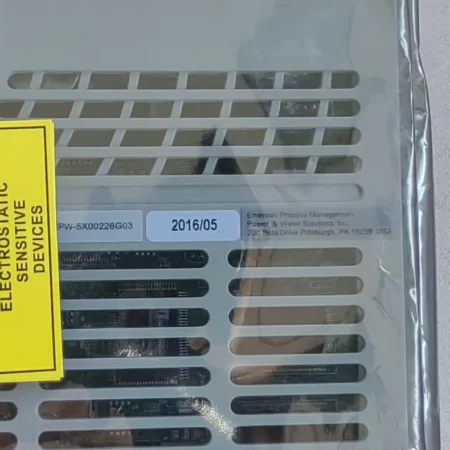 ELECTROSTATIC
SENSITIVE
DEVICES
EPW-5X00226G03
2016/05
Emerson Process Management
Power & Water Solutions Inc.
200 Beta Drive Pittsburgh, PA 15238 USA